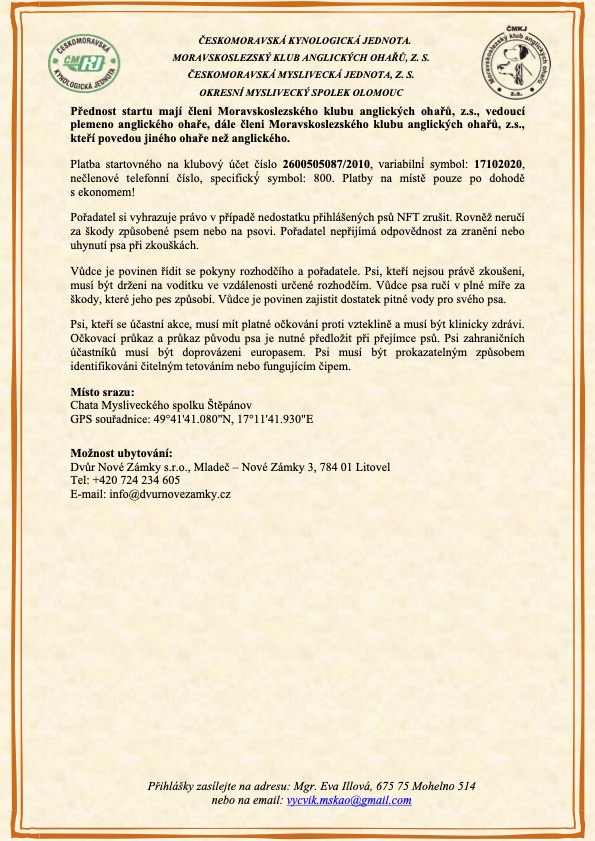 ČESKOMORAVSKÁ KYNOLOGICKÁ JEDNOTA.
MORAVSKOSLEZSKÝ KLUB ANGLICKÝCH OHAŘŮ, Z. S.
ČESKOMORAVSKÁ MYSLIVECKÁ JEDNOTA, Z. S.
OKRESNÍ MYSLIVECKÝ SPOLEK OLOMOUC
ČESKOMORAVSKÁ
ČMKJ
KYNOLOGICKÁ JEDNOTA
ČMKJ
Moravskoslezský klub anglických ohařů
z.s.
Přednost startu mají členi Moravskoslezského klubu anglických ohařů, z.s., vedoucí
plemeno anglického ohaře, dále členi Moravskoslezského klubu anglických ohařů, z.s.,
kteří povedou jiného ohaře než anglického.
Platba startovného na klubový účet číslo 2600505087/2010, variabilní symbol: 17102020,
nečlenové telefonní číslo, specifický symbol: 800. Platby na místě pouze po dohodě
s ekonomem!
Pořadatel si vyhrazuje právo v případě nedostatku přihlášených psů NFT zrušit. Rovněž neručí
za škody způsobené psem nebo na psovi. Pořadatel nepřijímá odpovědnost za zranění nebo
uhynutí psa při zkouškách.
Vůdce je povinen řídit se pokyny rozhodčího a pořadatele. Psi, kteří nejsou právě zkoušeni,
musí být drženi na vodítku ve vzdálenosti určené rozhodčím. Vůdce psa ručí v plné míře za
škody, které jeho pes způsobí. Vůdce je povinen zajistit dostatek pitné vody pro svého psa.
Psi, kteří se účastní akce, musí mít platné očkování proti vzteklině a musí být klinicky zdrávi.
Očkovací průkaz a průkaz původu psa je nutné předložit při přejímce psů. Psi zahraničních
účastníků musí být doprovázeni europasem. Psi musí být prokazatelným způsobem
identifikováni čitelným tetováním nebo fungujícím čipem.
Místo srazu:
Chata Mysliveckého spolku Štěpánov
GPS souřadnice: 49°41'41.080"N, 17°11'41.930"E
Možnost ubytování:
Dvůr Nové Zámky s.r.o., Mladeč – Nové Zámky 3, 784 01 Litovel
Tel: +420 724 234 605
E-mail: info@dvurnovezamky.cz
Přihlášky zasílejte na adresu: Mgr. Eva Illová, 675 75 Mohelno 514
nebo na email: vycvik.mskao@gmail.com